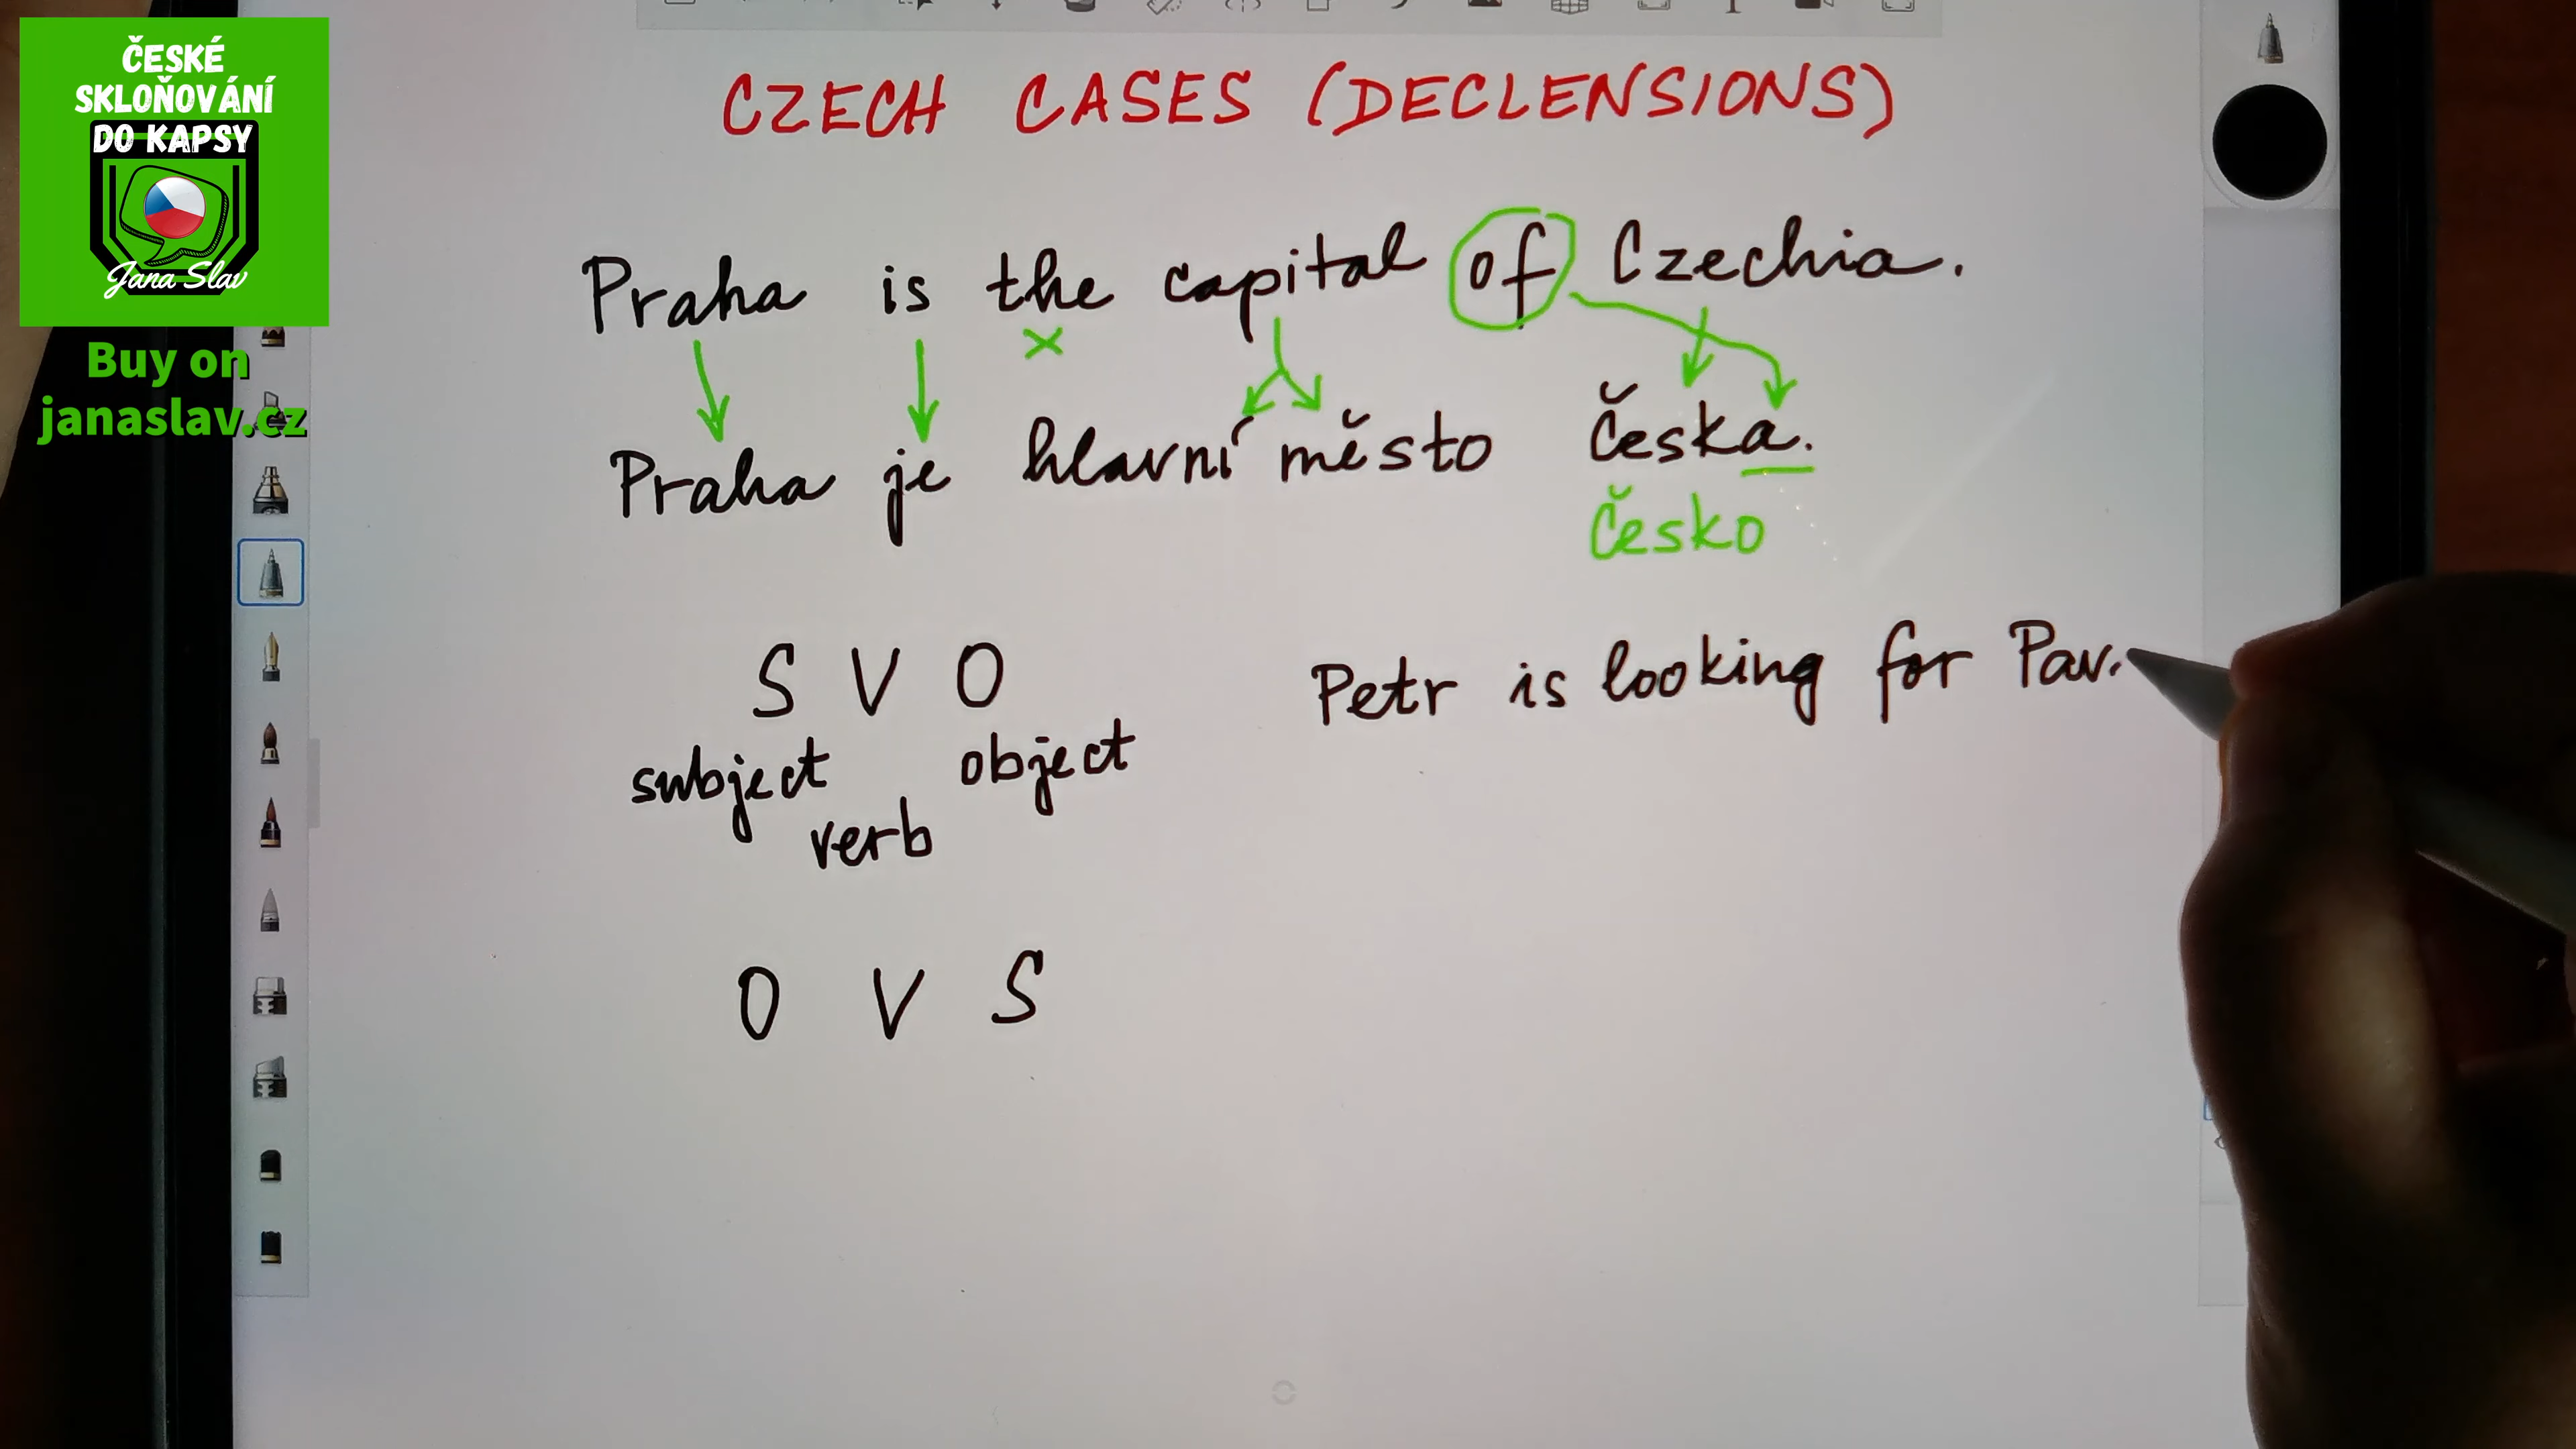 ČESKÉ
SKLOŇOVÁNÍ
DO KAPSY
Jana Slav
Buy on
janaslav.cz
CZECH CASES (DECLENSIONS)
Praha is the capital of Czechia.
x
Praha je hlavní město Česka.
Česko
S V O
subject verb object
Petr is looking for Pav
O V S